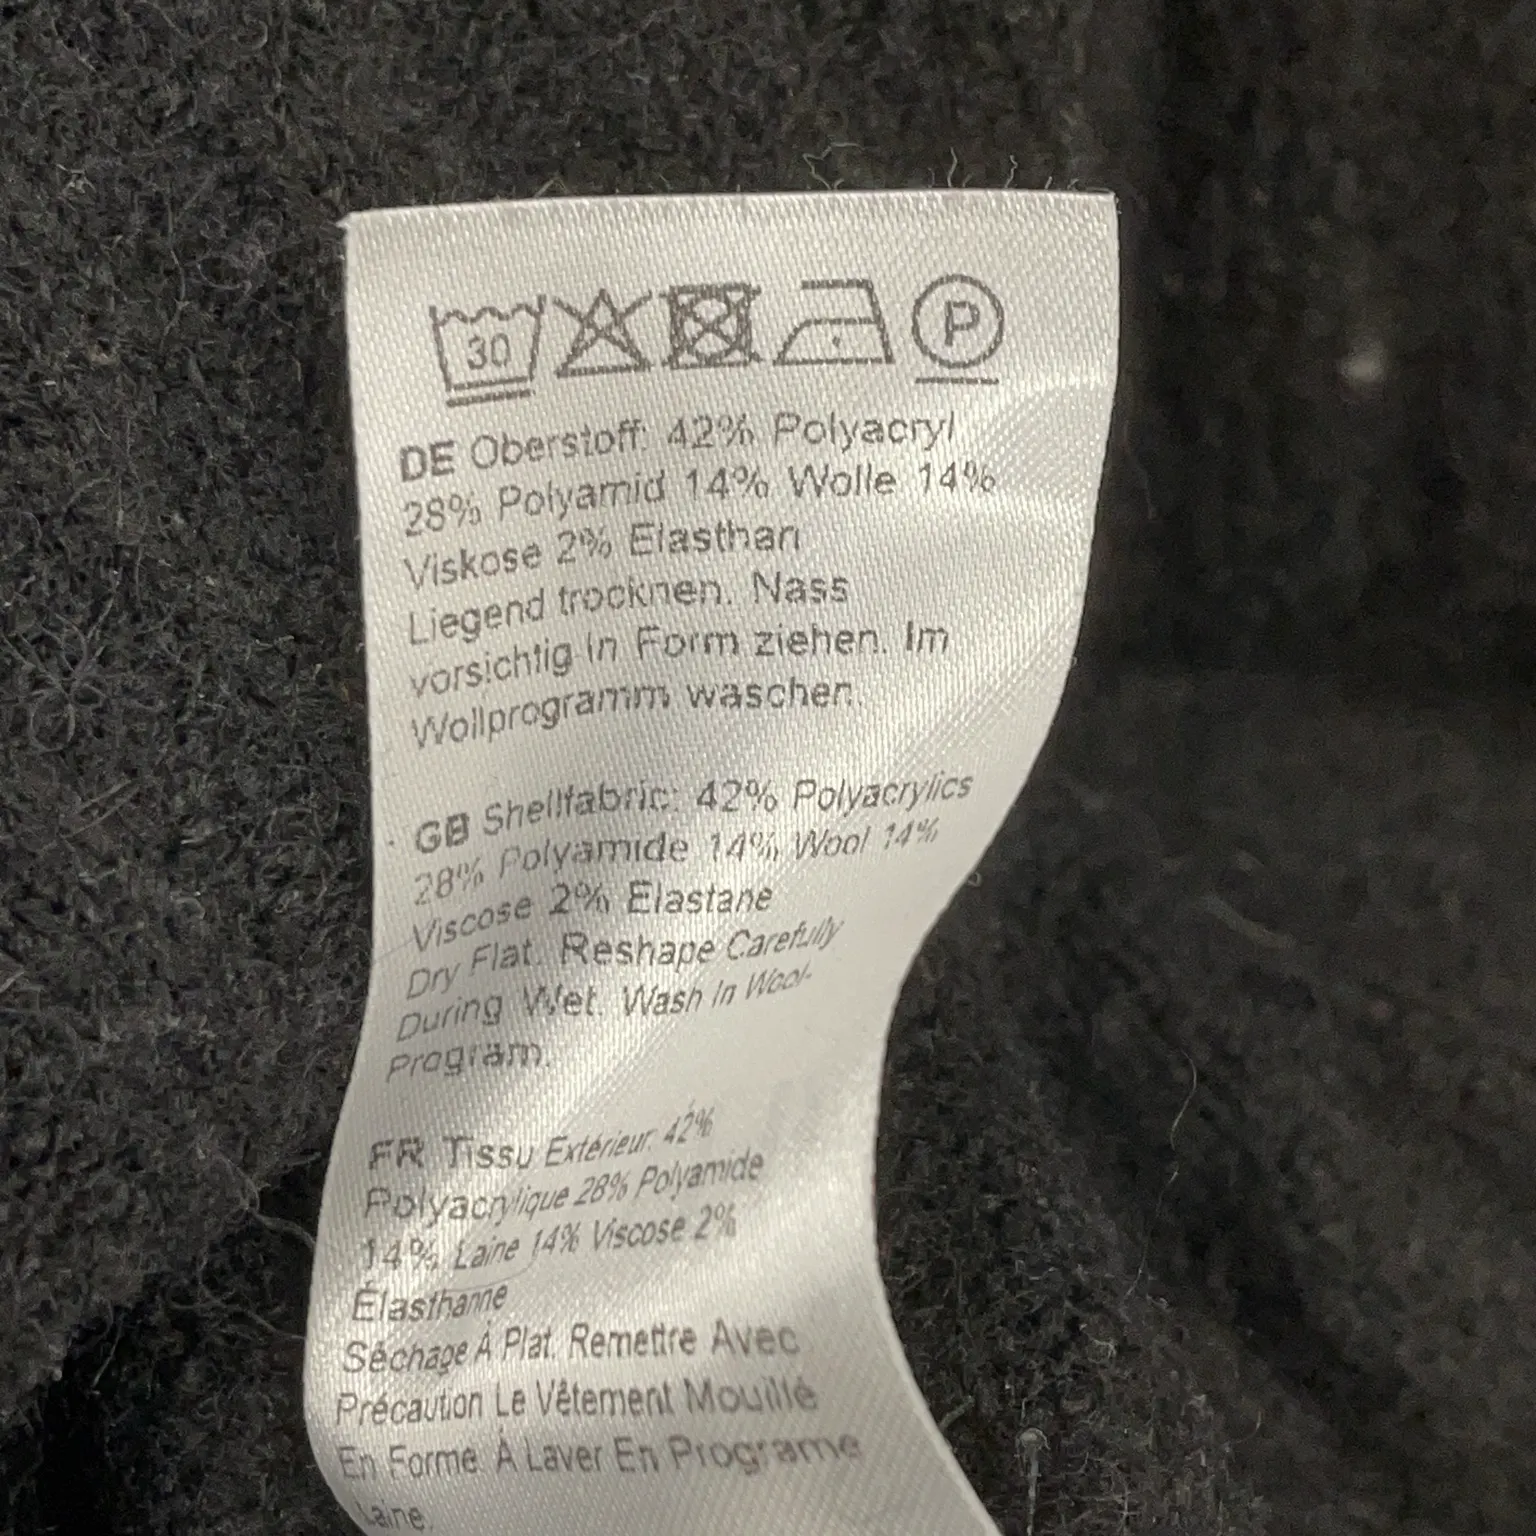 30 P
DE Oberstoff: 42% Polyacryl
28% Polyamid 14% Wolle 14%
Viskose 2% Elasthan
Liegend trocknen. Nass
vorsichtig in Form ziehen. Im
Wollprogramm waschen.
GB Shellfabric: 42% Polyacrylics
28% Polyamide 14% Wool 14%
Viscose 2% Elastane
Dry Flat. Reshape Carefully
During Wet. Wash In Wool-
Program.
FR Tissu Extérieur: 42%
Polyacrylique 28% Polyamide
14% Laine 14% Viscose 2%
Élasthanne
Séchage À Plat. Remettre Avec
Précaution Le Vêtement Mouillé
En Forme. À Laver En Programe
Laine.